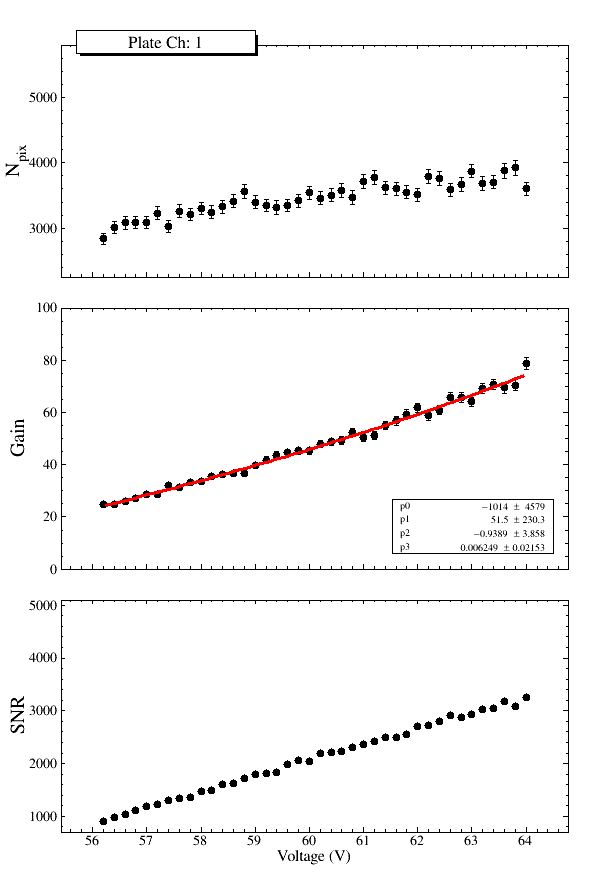 Plate Ch: 1
5000
4000
3000
N_pix
100
80
60
40
20
0
Gain
p0 −1014 ± 4579
p1 51.5 ± 230.3
p2 −0.9389 ± 3.858
p3 0.006249 ± 0.02153
5000
4000
3000
2000
1000
SNR
56 57 58 59 60 61 62 63 64
Voltage (V)